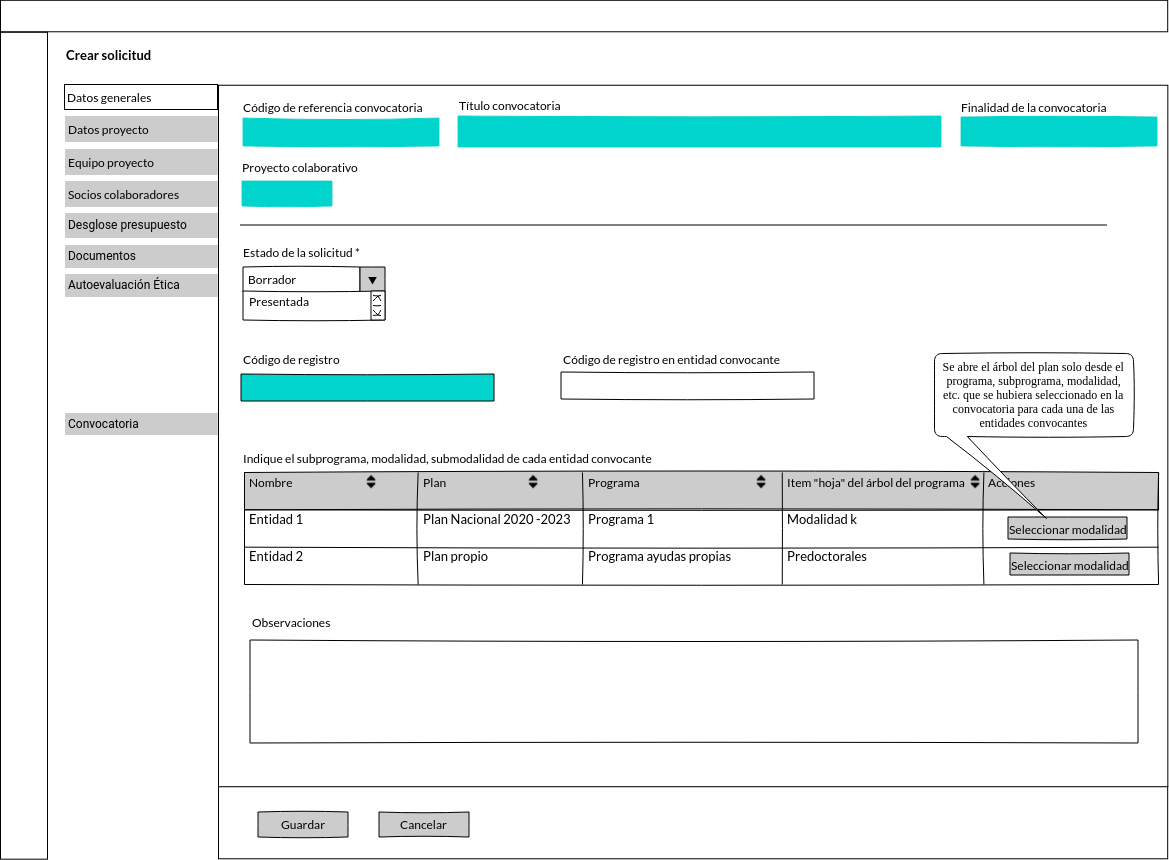 Crear solicitud
Datos generales
Datos proyecto
Equipo proyecto
Socios colaboradores
Desglose presupuesto
Documentos
Autoevaluación Ética
Convocatoria
Código de referencia convocatoria
Título convocatoria
Finalidad de la convocatoria
Proyecto colaborativo
Estado de la solicitud *
Borrador
Presentada
Código de registro
Código de registro en entidad convocante
Se abre el árbol del plan solo desde el
programa, subprograma, modalidad,
etc. que se hubiera seleccionado en la
convocatoria para cada una de las
entidades convocantes
Indique el subprograma, modalidad, submodalidad de cada entidad convocante
Nombre Plan Programa Item "hoja" del árbol del programa Acciones
Entidad 1 Plan Nacional 2020 -2023 Programa 1 Modalidad k Seleccionar modalidad
Entidad 2 Plan propio Programa ayudas propias Predoctorales Seleccionar modalidad
Observaciones
Guardar Cancelar